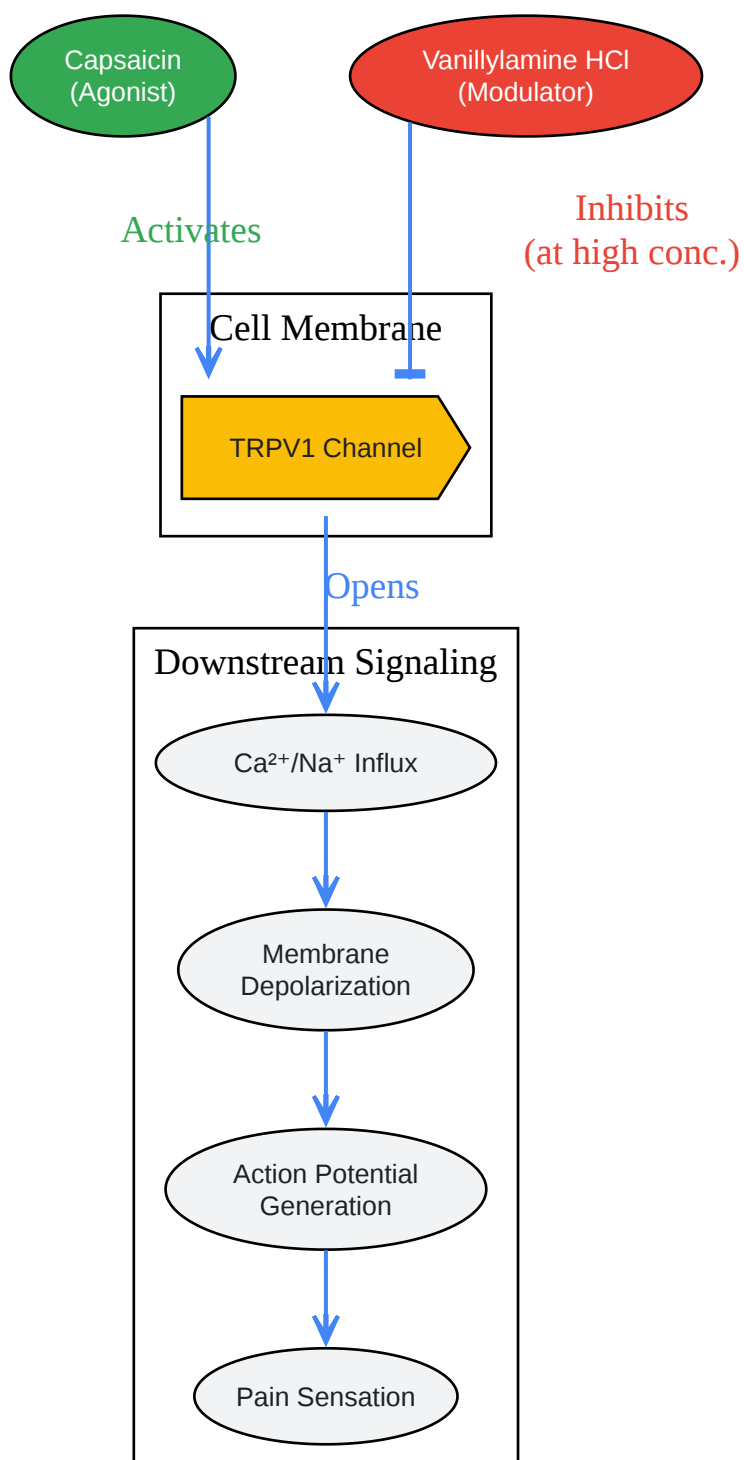 Capsaicin
(Agonist)
Vanillylamine HCl
(Modulator)
Activates
Inhibits
(at high conc.)
Cell Membrane
TRPV1 Channel
Opens
Downstream Signaling
Ca²⁺/Na⁺ Influx
Membrane
Depolarization
Action Potential
Generation
Pain Sensation